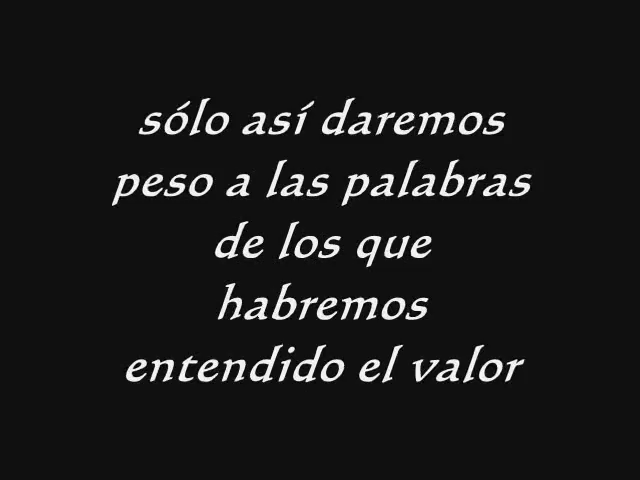 sólo así daremos
peso a las palabras
de los que
habremos
entendido el valor